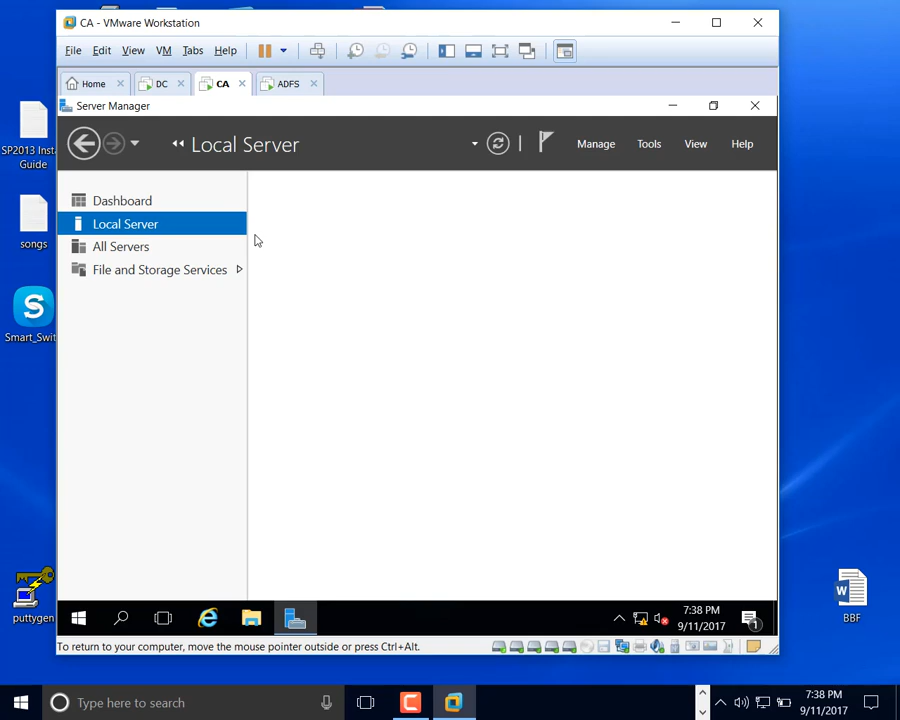 CA - VMware Workstation
File Edit View VM Tabs Help
Home DC CA ADFS
Server Manager
Local Server
Manage Tools View Help
Dashboard
Local Server
All Servers
File and Storage Services
7:38 PM
9/11/2017
1
To return to your computer, move the mouse pointer outside or press Ctrl+Alt.
SP2013 Inst
Guide
songs
S
Smart_Swit
puttygen
W
BBF
Type here to search
7:38 PM
9/11/2017